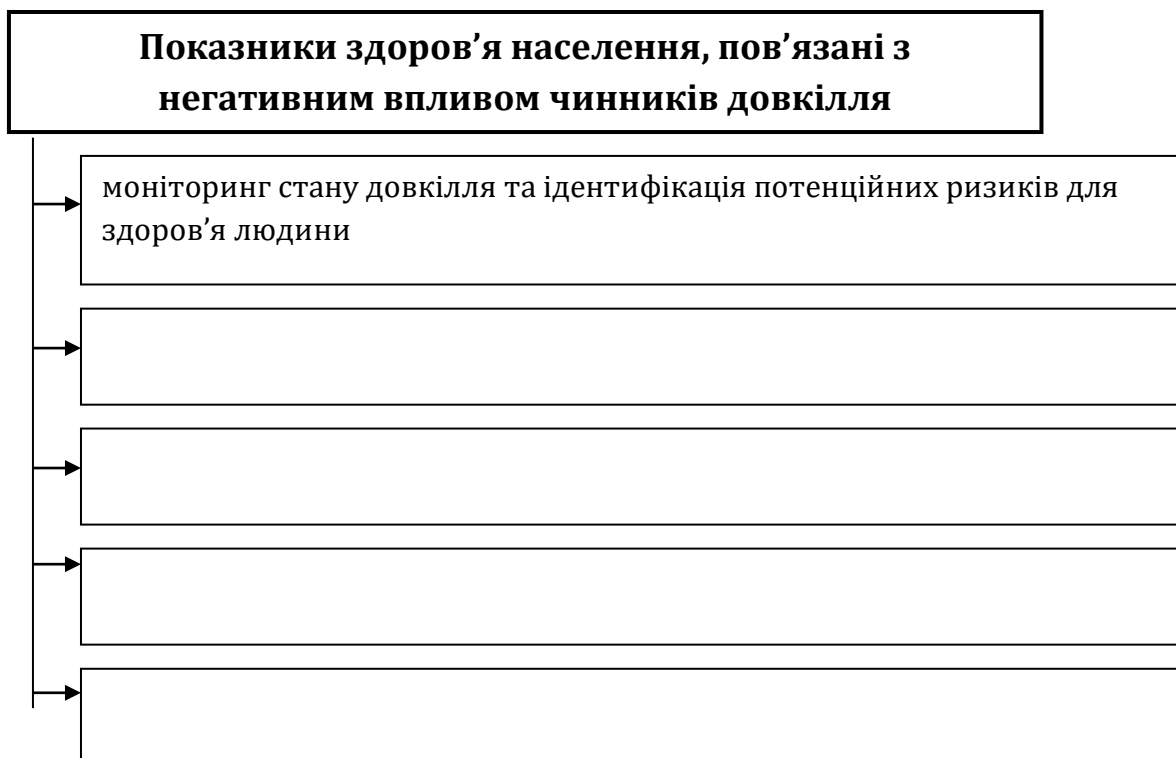 Показники здоров’я населення, пов’язані з
негативним впливом чинників довкілля
моніторинг стану довкілля та ідентифікація потенційних ризиків для
здоров’я людини